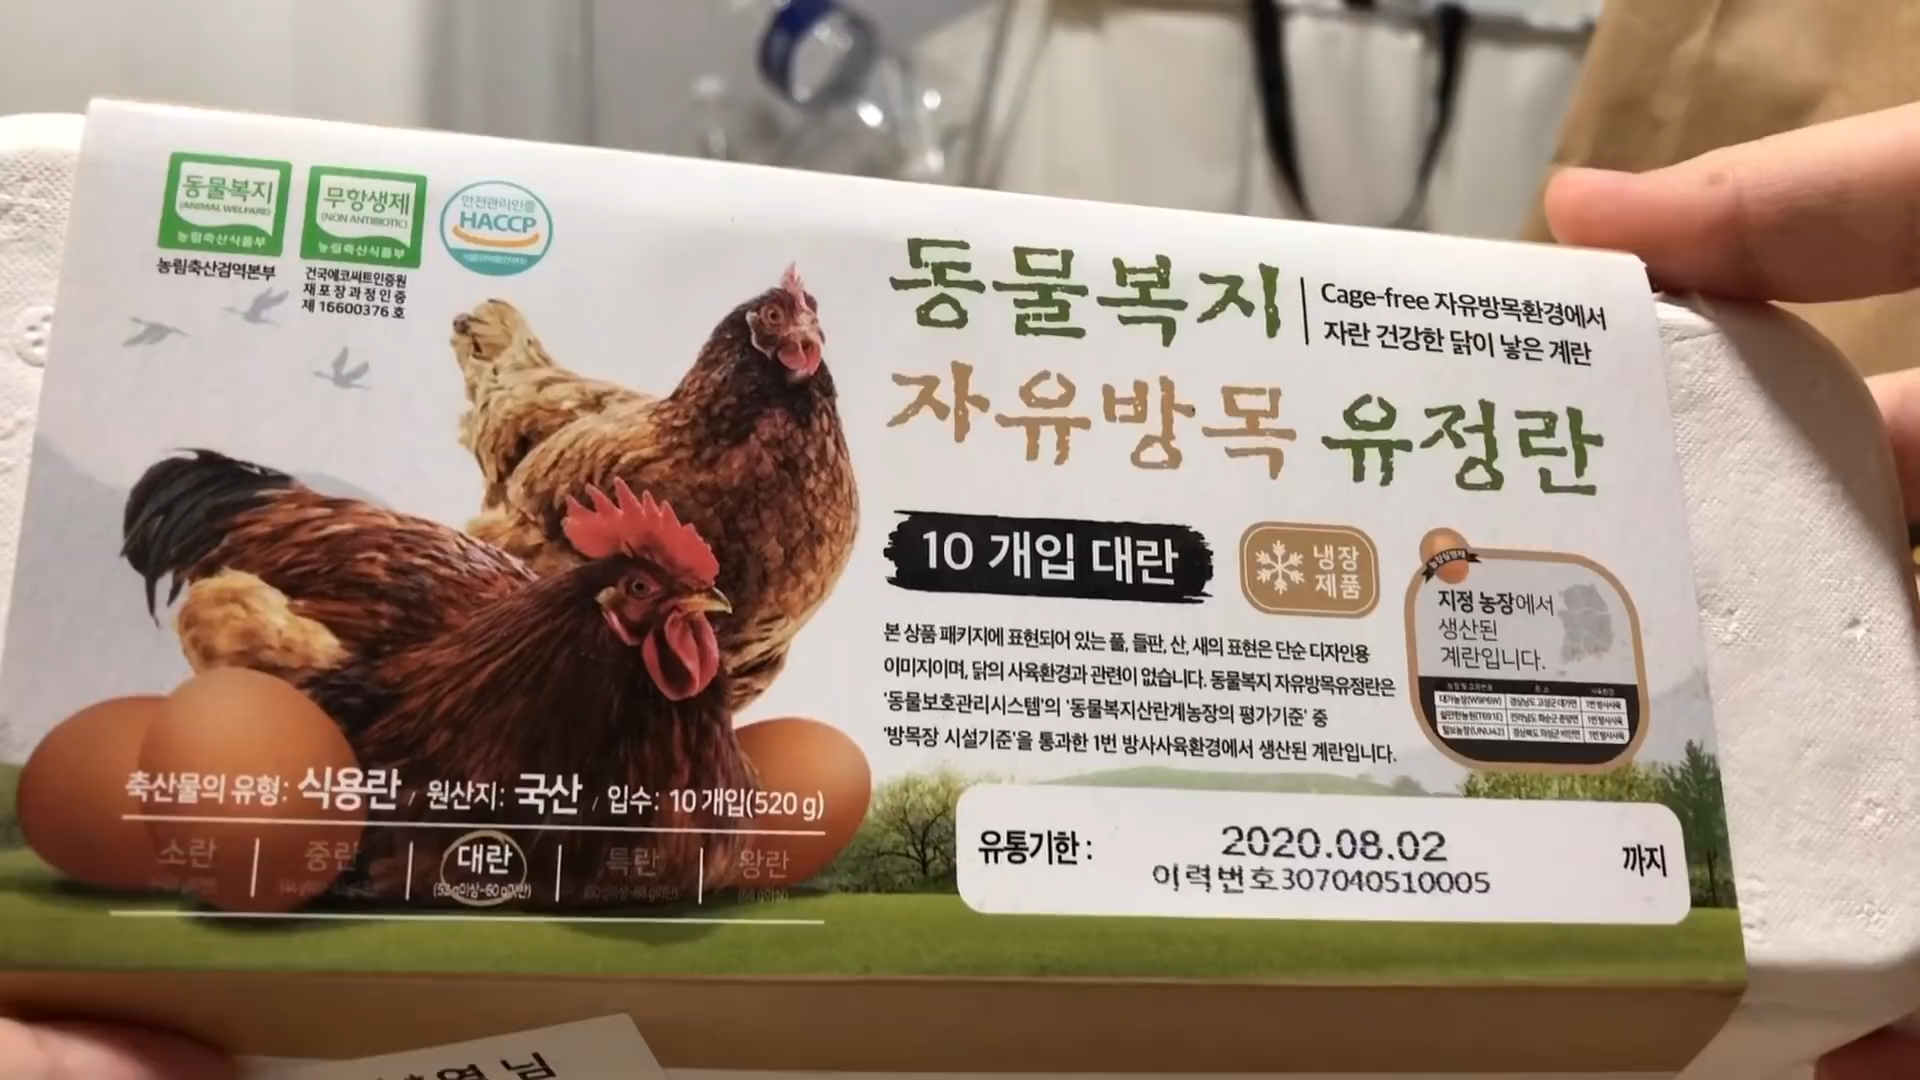 동물복지
(ANIMAL WELFARE)
농림축산식품부
농림축산검역본부
무항생제
(NON ANTIBIOTIC)
농림축산식품부
건국에코써트인증원
재포장과정인증
제 16600376 호
안전관리인증
HACCP
동물복지
Cage-free 자유방목환경에서
자란 건강한 닭이 낳은 계란
자유방목 유정란
10 개입 대란
냉장
제품
지정 농장에서
생산된
계란입니다.
본 상품 패키지에 표현되어 있는 풀, 들판, 산, 새의 표현은 단순 디자인용
이미지이며, 닭의 사육환경과 관련이 없습니다. 동물복지 자유방목유정란은
'동물보호관리시스템'의 '동물복지산란계농장의 평가기준' 중
'방목장 시설기준'을 통과한 1번 방사사육환경에서 생산된 계란입니다.
축산물의 유형: 식용란 / 원산지: 국산 / 입수: 10 개입(520 g)
소란 중란 대란 특란 왕란
유통기한 : 2020.08.02 까지
이력번호307040510005